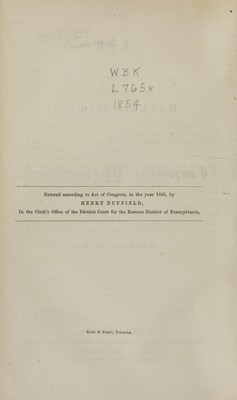 WBK
L765k
1854
Entered according to Act of Congress, in the year 1853, by
HENRY DUFFIELD,
In the Clerk's Office of the District Court for the Eastern District of Pennsylvania.
King & Baird, Printers.